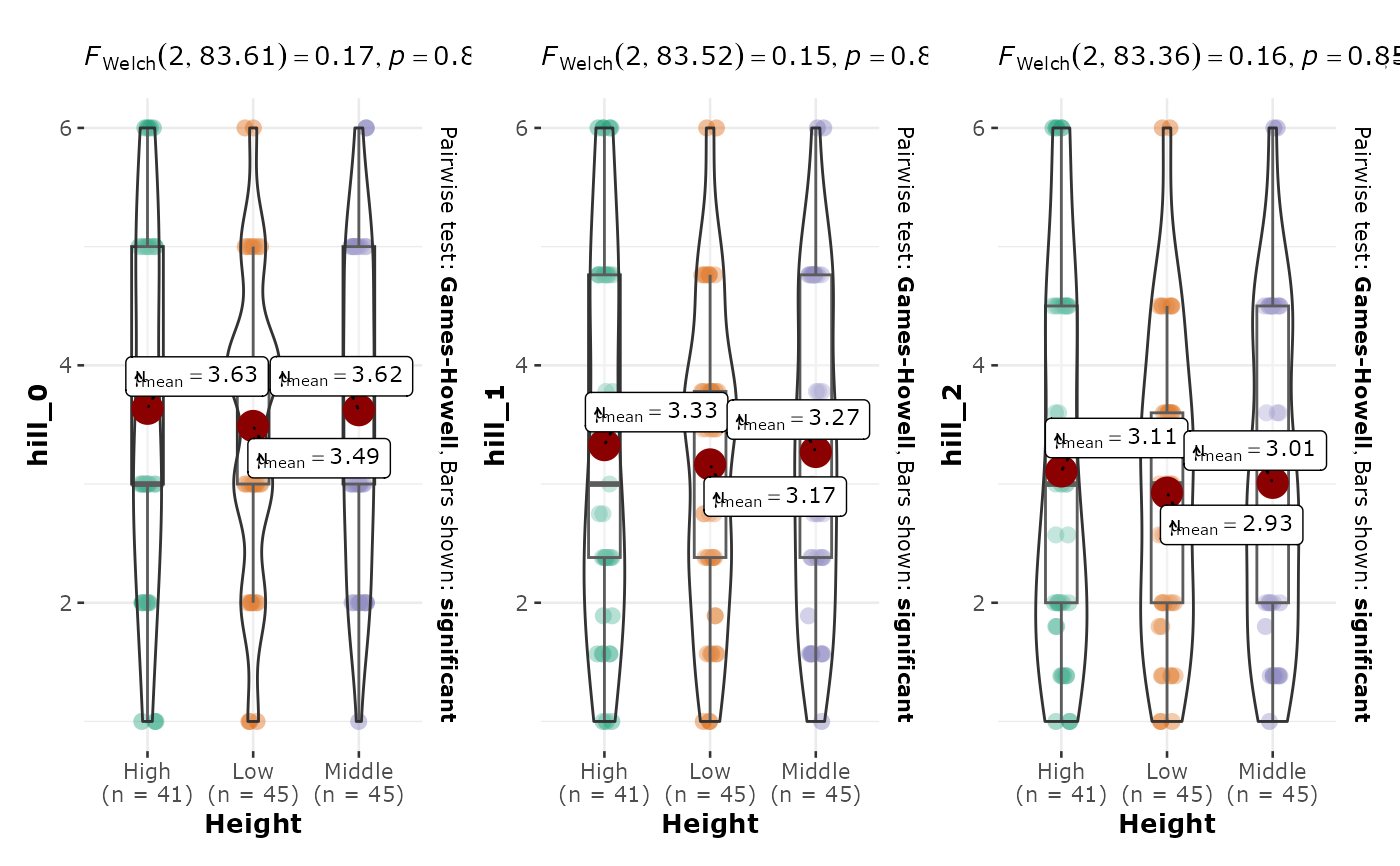 F Welch (2, 83.61) = 0.17, p = 0.8
hill_0
6
4
2
μ̂ mean = 3.63
μ̂ mean = 3.49
μ̂ mean = 3.62
Pairwise test: Games-Howell, Bars shown: significant
High Low Middle
(n = 41) (n = 45) (n = 45)
Height
F Welch (2, 83.52) = 0.15, p = 0.8
hill_1
6
4
2
μ̂ mean = 3.33
μ̂ mean = 3.17
μ̂ mean = 3.27
Pairwise test: Games-Howell, Bars shown: significant
High Low Middle
(n = 41) (n = 45) (n = 45)
Height
F Welch (2, 83.36) = 0.16, p = 0.85
hill_2
6
4
2
μ̂ mean = 3.11
μ̂ mean = 2.93
μ̂ mean = 3.01
Pairwise test: Games-Howell, Bars shown: significant
High Low Middle
(n = 41) (n = 45) (n = 45)
Height